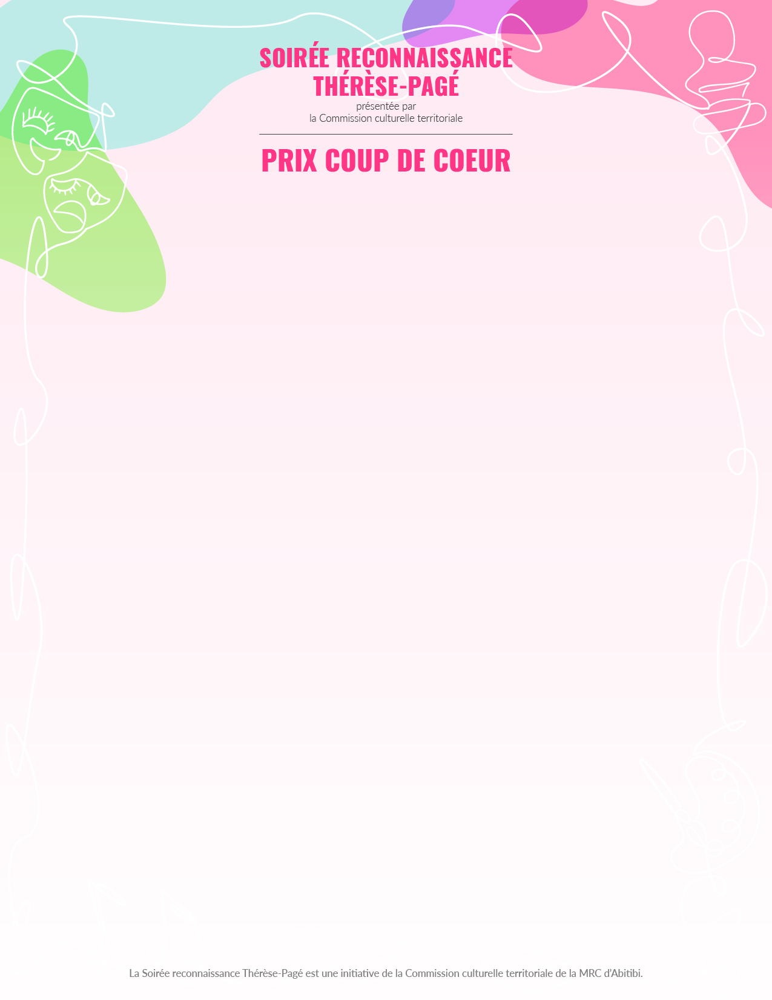 SOIRÉE RECONNAISSANCE
THÉRÈSE-PAGÉ
présentée par
la Commission culturelle territoriale
PRIX COUP DE COEUR
La Soirée reconnaissance Thérèse-Pagé est une initiative de la Commission culturelle territoriale de la MRC d'Abitibi.